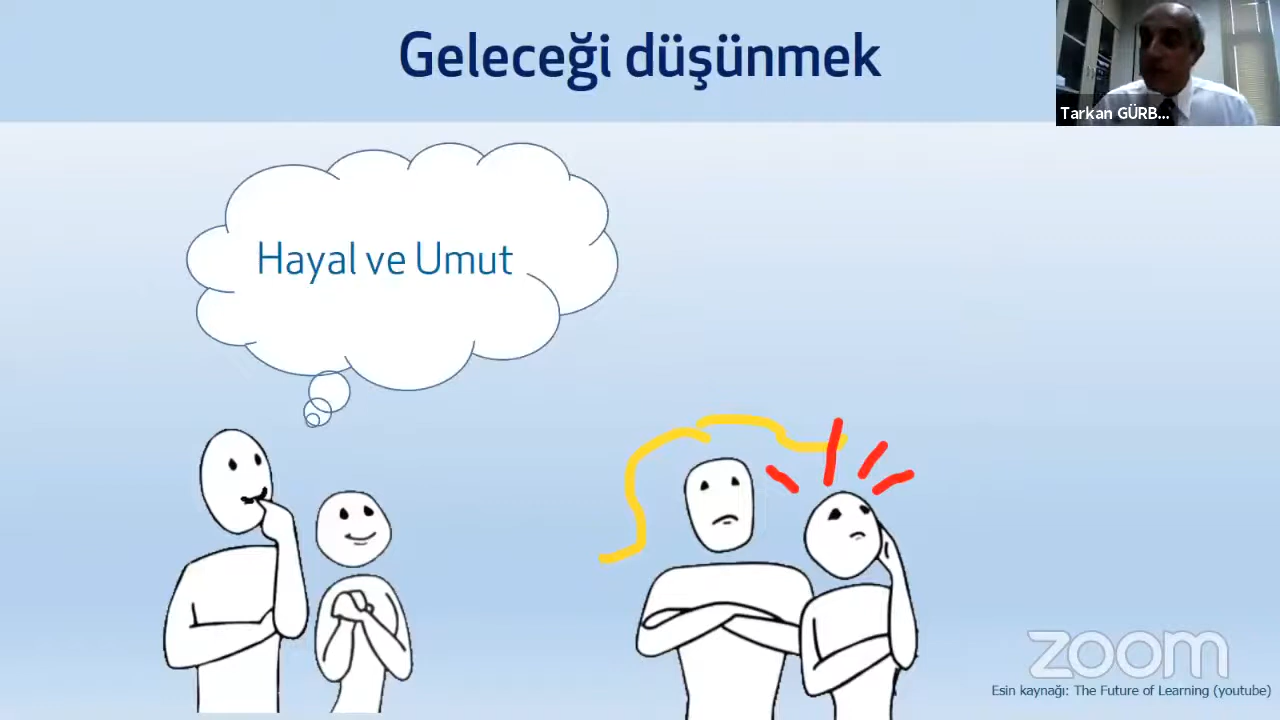 Geleceği düşünmek
Tarkan GÜRB...
Hayal ve Umut
zoom
Esin kaynağı: The Future of Learning (youtube)